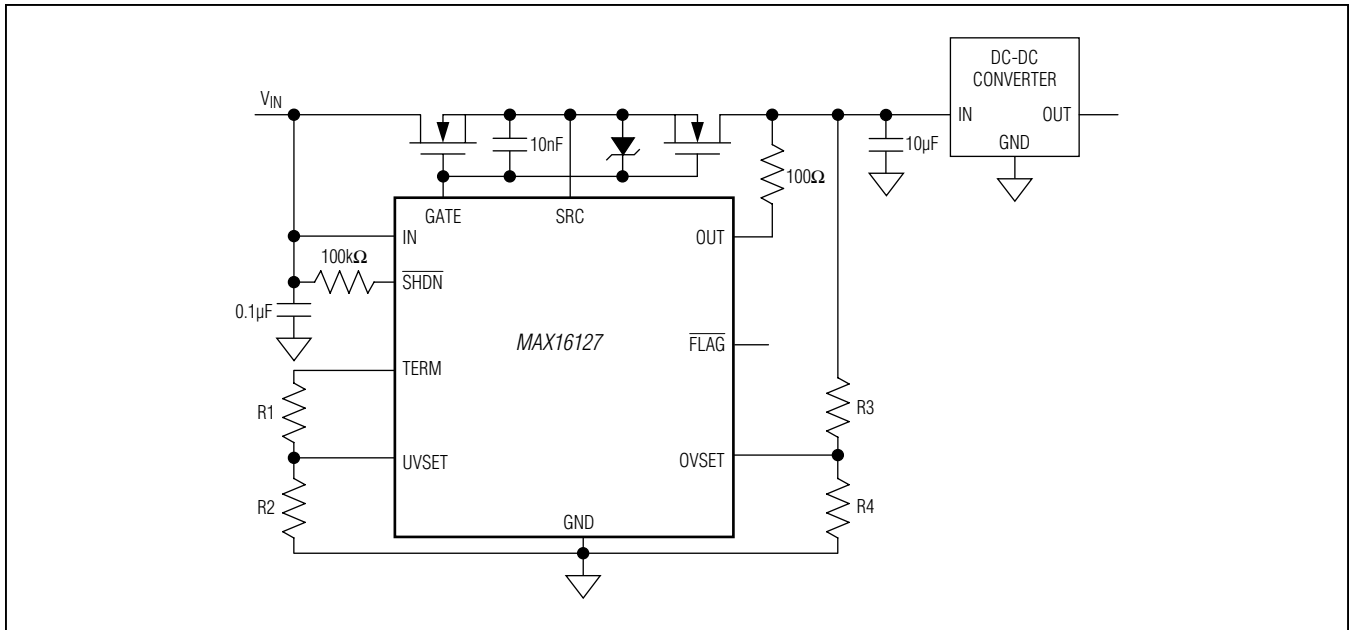 DC-DC
CONVERTER
IN
OUT
GND
VIN
10nF
10µF
100Ω
GATE
SRC
IN
OUT
100kΩ
SHDN
0.1µF
MAX16127
FLAG
TERM
R1
R3
UVSET
OVSET
R2
R4
GND